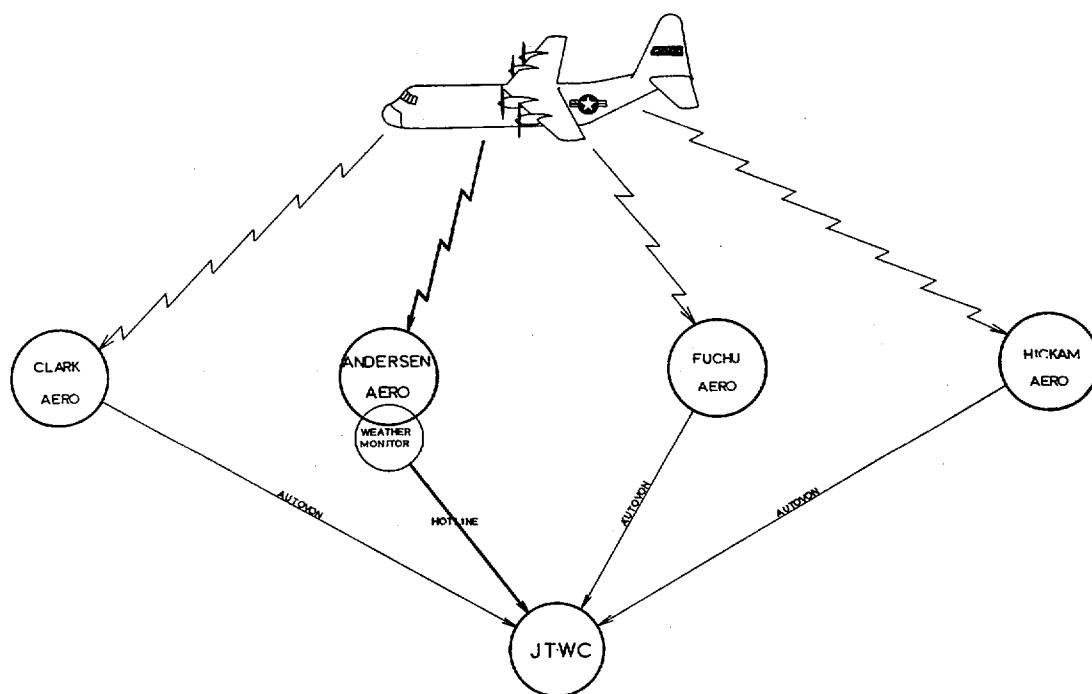 CLARK
AERO
ANDERSEN
AERO
WEATHER
MONITOR
FUCHU
AERO
HICKAM
AERO
AUTOVON
HOTLINE
AUTOVON
AUTOVON
JTWC